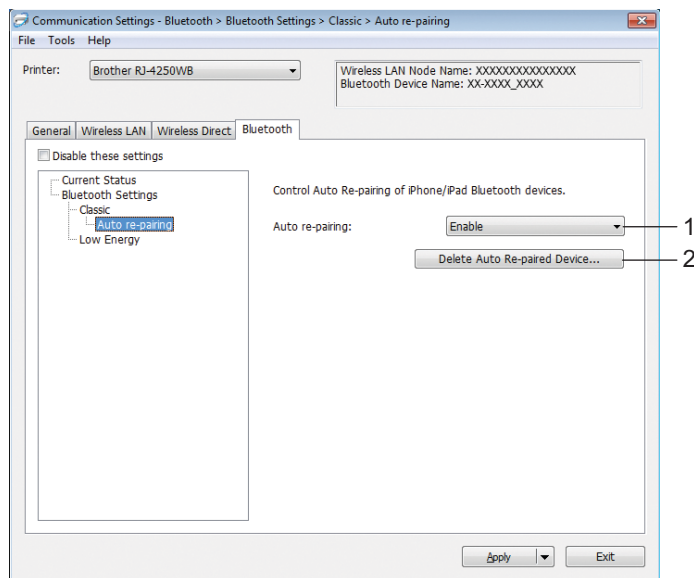 Communication Settings - Bluetooth > Bluetooth Settings > Classic > Auto re-pairing
File Tools Help
Printer: Brother RJ-4250WB
Wireless LAN Node Name: XXXXXXXXXXXXXXX
Bluetooth Device Name: XX-XXXX_XXXX
General Wireless LAN Wireless Direct Bluetooth
Disable these settings
Current Status
Bluetooth Settings
Classic
Auto re-pairing
Low Energy
Control Auto Re-pairing of iPhone/iPad Bluetooth devices.
Auto re-pairing: Enable 1
Delete Auto Re-paired Device... 2
Apply Exit